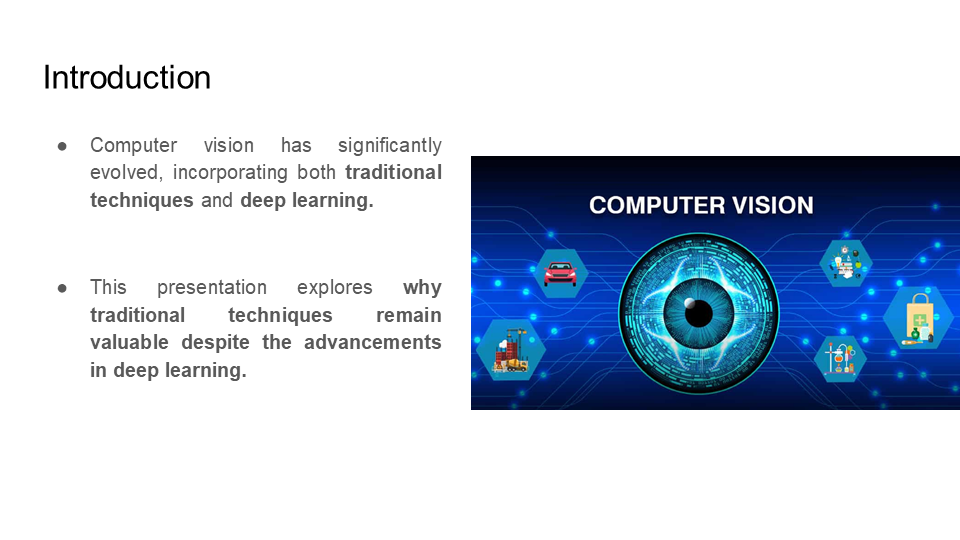 Introduction
● Computer vision has significantly
evolved, incorporating both traditional
techniques and deep learning.
● This presentation explores why
traditional techniques remain
valuable despite the advancements
in deep learning.
COMPUTER VISION